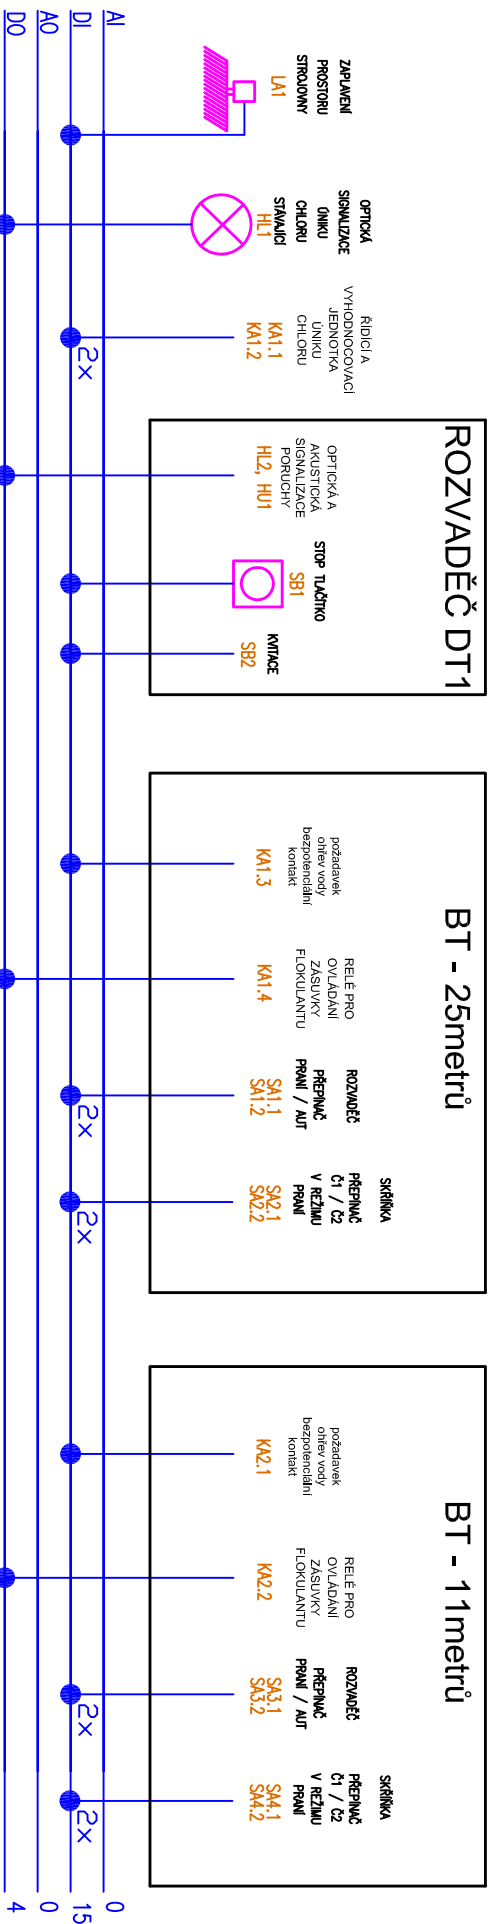 ZAPLAVENÍ
PROSTORU
STROJOVNY
LA1
OPTICKÁ
SIGNALIZACE
ÚNIKU
CHLORU
STÁVAJÍCÍ
HL1
ŘÍDÍCÍ A
VYHODNOCOVACÍ
JEDNOTKA
ÚNIKU
CHLORU
KA1.1
KA1.2
2x
ROZVADĚČ DT1
OPTICKÁ A
AKUSTICKÁ
SIGNALIZACE
PORUCHY
HL2, HU1
STOP TLAČÍTKO
SB1
KVITACE
SB2
BT - 25metrů
požadavek
ohřev vody
bezpotenciální
kontakt
KA1.3
RELÉ PRO
OVLÁDÁNÍ
ZÁSUVKY
FLOKULANTU
KA1.4
ROZVADĚČ
PŘEPÍNAČ
PRANÍ / AUT
SA1.1
SA1.2
2x
SKŘÍŇKA
PŘEPÍNAČ
Č1 / Č2
V REŽIMU
PRANÍ
SA2.1
SA2.2
2x
BT - 11metrů
požadavek
ohřev vody
bezpotenciální
kontakt
KA2.1
RELÉ PRO
OVLÁDÁNÍ
ZÁSUVKY
FLOKULANTU
KA2.2
ROZVADĚČ
PŘEPÍNAČ
PRANÍ / AUT
SA3.1
SA3.2
2x
SKŘÍŇKA
PŘEPÍNAČ
Č1 / Č2
V REŽIMU
PRANÍ
SA4.1
SA4.2
2x
AI 0
DI 15
AO 0
DO 4